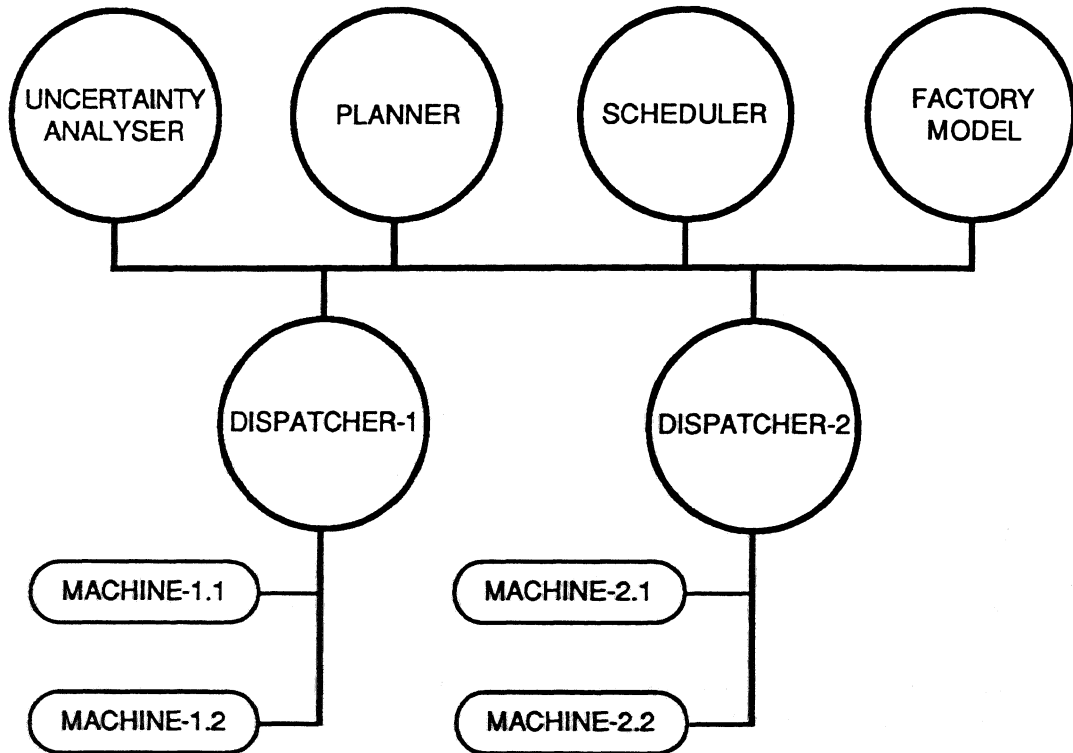 UNCERTAINTY
ANALYSER
PLANNER
SCHEDULER
FACTORY
MODEL
DISPATCHER-1
DISPATCHER-2
MACHINE-1.1
MACHINE-2.1
MACHINE-1.2
MACHINE-2.2